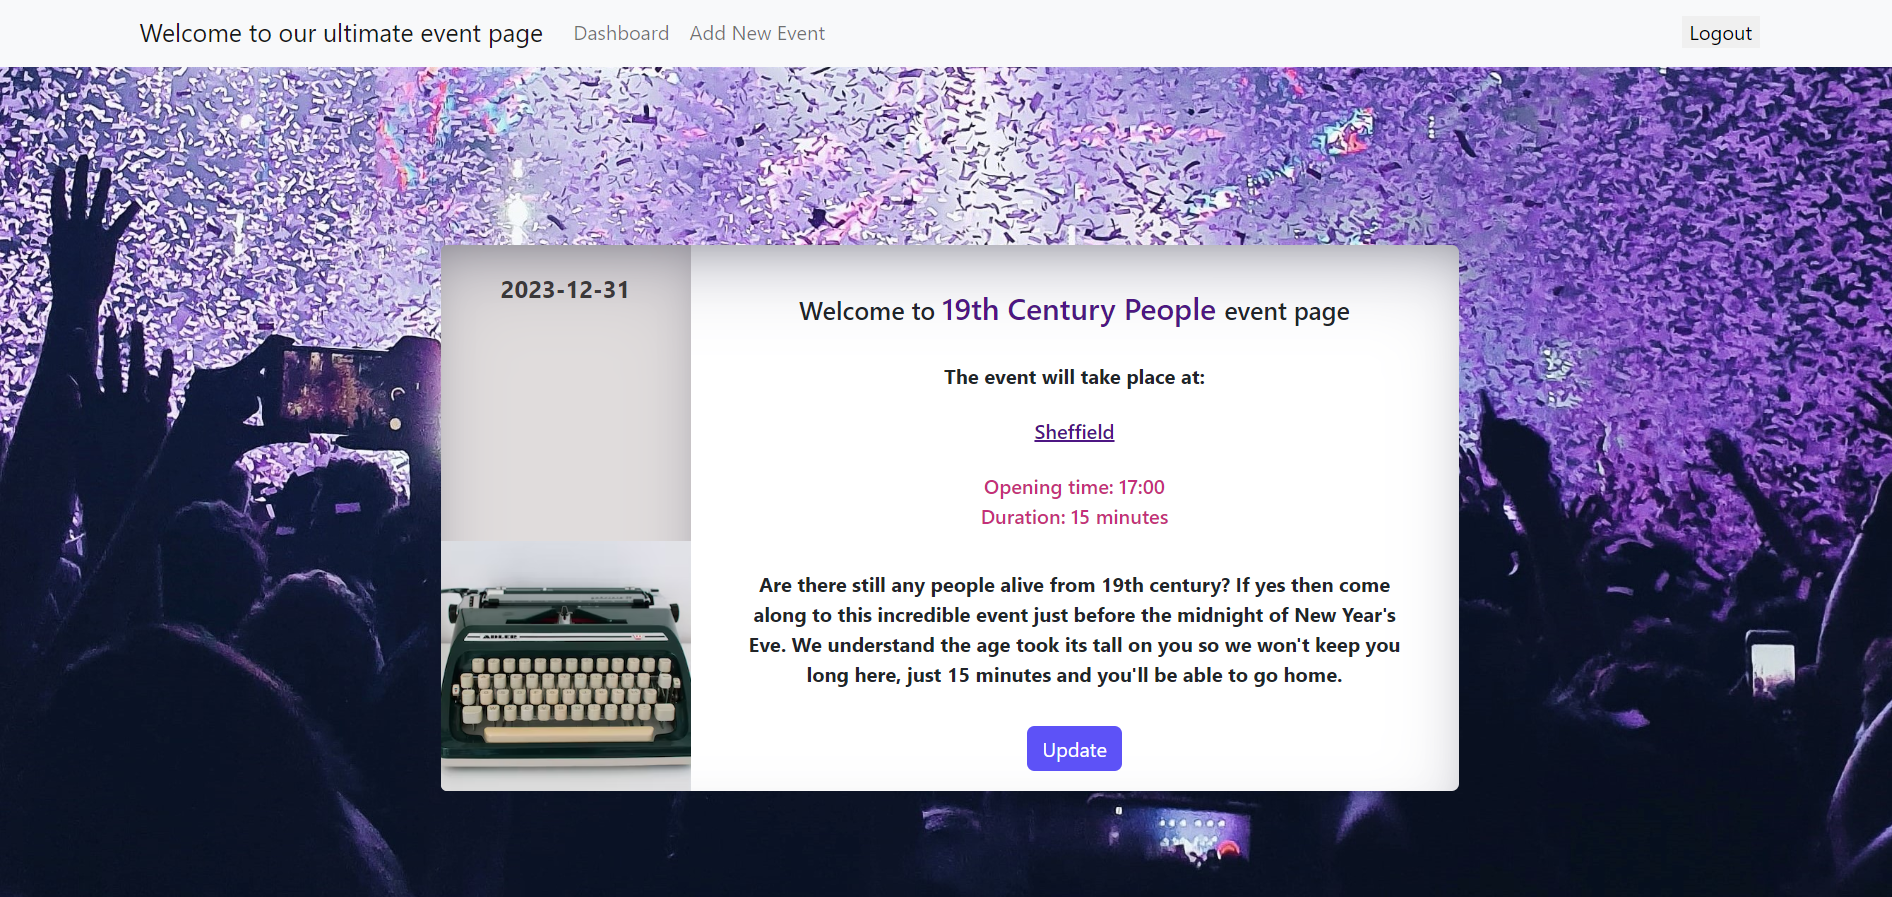 Welcome to our ultimate event page Dashboard Add New Event Logout
2023-12-31
Welcome to 19th Century People event page
The event will take place at:
Sheffield
Opening time: 17:00
Duration: 15 minutes
Are there still any people alive from 19th century? If yes then come
along to this incredible event just before the midnight of New Year's
Eve. We understand the age took its tall on you so we won't keep you
long here, just 15 minutes and you'll be able to go home.
ADLER
Update